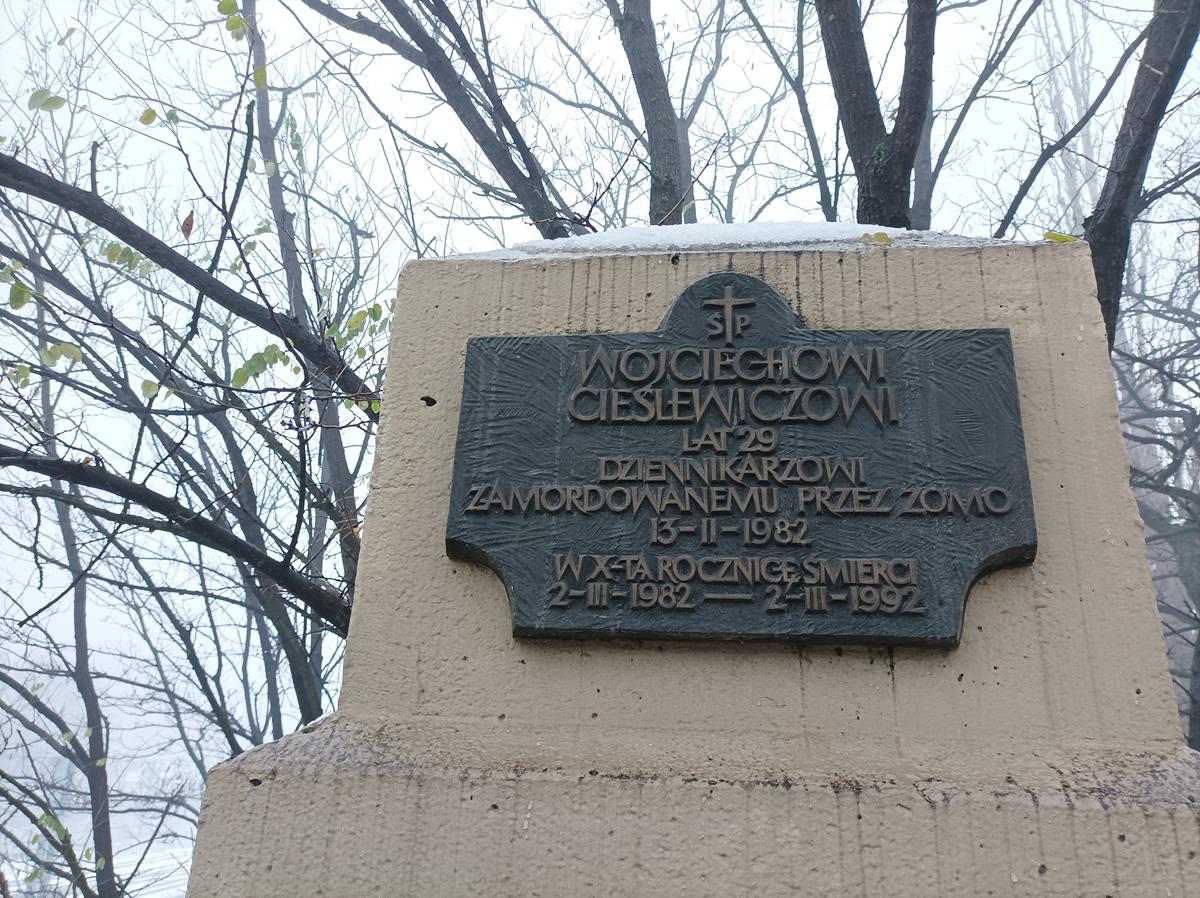 ŚP
WOJCIECHOWI
CIEŚLEWICZOWI
LAT 29
DZIENNIKARZOWI
ZAMORDOWANEMU PRZEZ ZOMO
13-II-1982
W X-TA ROCZNICĘ ŚMIERCI
2-III-1982 — 2-III-1992